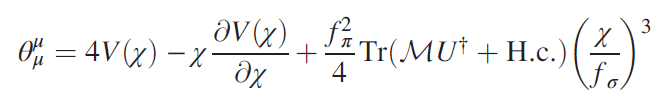 θ^μ_μ = 4V(χ) − χ ∂V(χ)/∂χ + f_π^2/4 Tr(ℳU† + H.c.) (χ/f_σ)^3